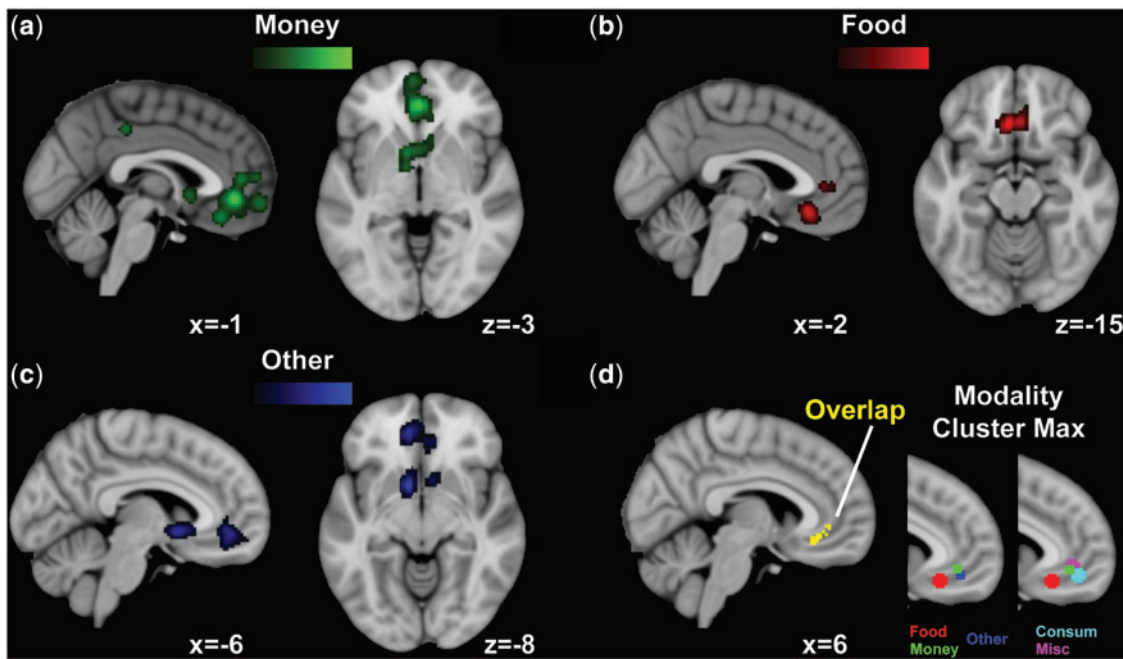 (a)
Money
x=-1
z=-3
(b)
Food
x=-2
z=-15
(c)
Other
x=-6
z=-8
(d)
Overlap
Modality
Cluster Max
x=6
Food
Money
Other
Consum
Misc